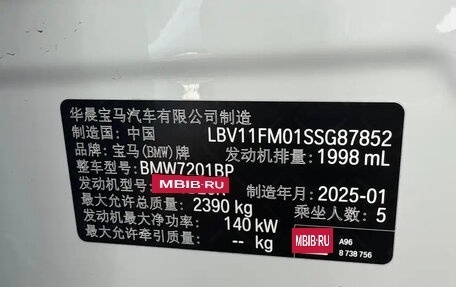 华晨宝马汽车有限公司制造
制造国: 中国 LBV11FM01SSG87852
品牌: 宝马(BMW)牌 发动机排量: 1998 mL
整车型号: BMW7201BP
发动机型号: MBIB·RU 制造年月: 2025-01
最大允许总质量: 2390 kg 乘坐人数: 5
发动机最大净功率: 140 kW
最大允许牵引质量: -- kg MBIB·RU A96
8 738 756